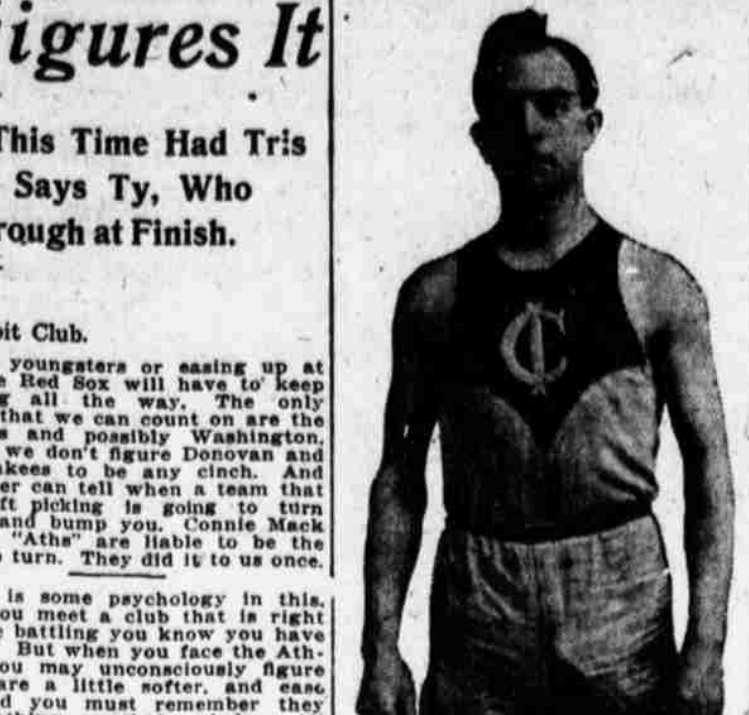 igures It
This Time Had Tris
Says Ty, Who
rough at Finish.
it Club.
youngsters or easing up at
Red Sox will have to keep
all the way. The only
that we can count on are the
and possibly Washington.
we don't figure Donovan and
kees to be any cinch. And
er can tell when a team that
ft picking is going to turn
and bump you. Connie Mack
"Aths" are liable to be the
turn. They did it to us once.
is some psychology in this.
ou meet a club that is right
battling you know you have
But when you face the Ath-
ou may unconsciously figure
are a little softer, and ease
d you must remember they